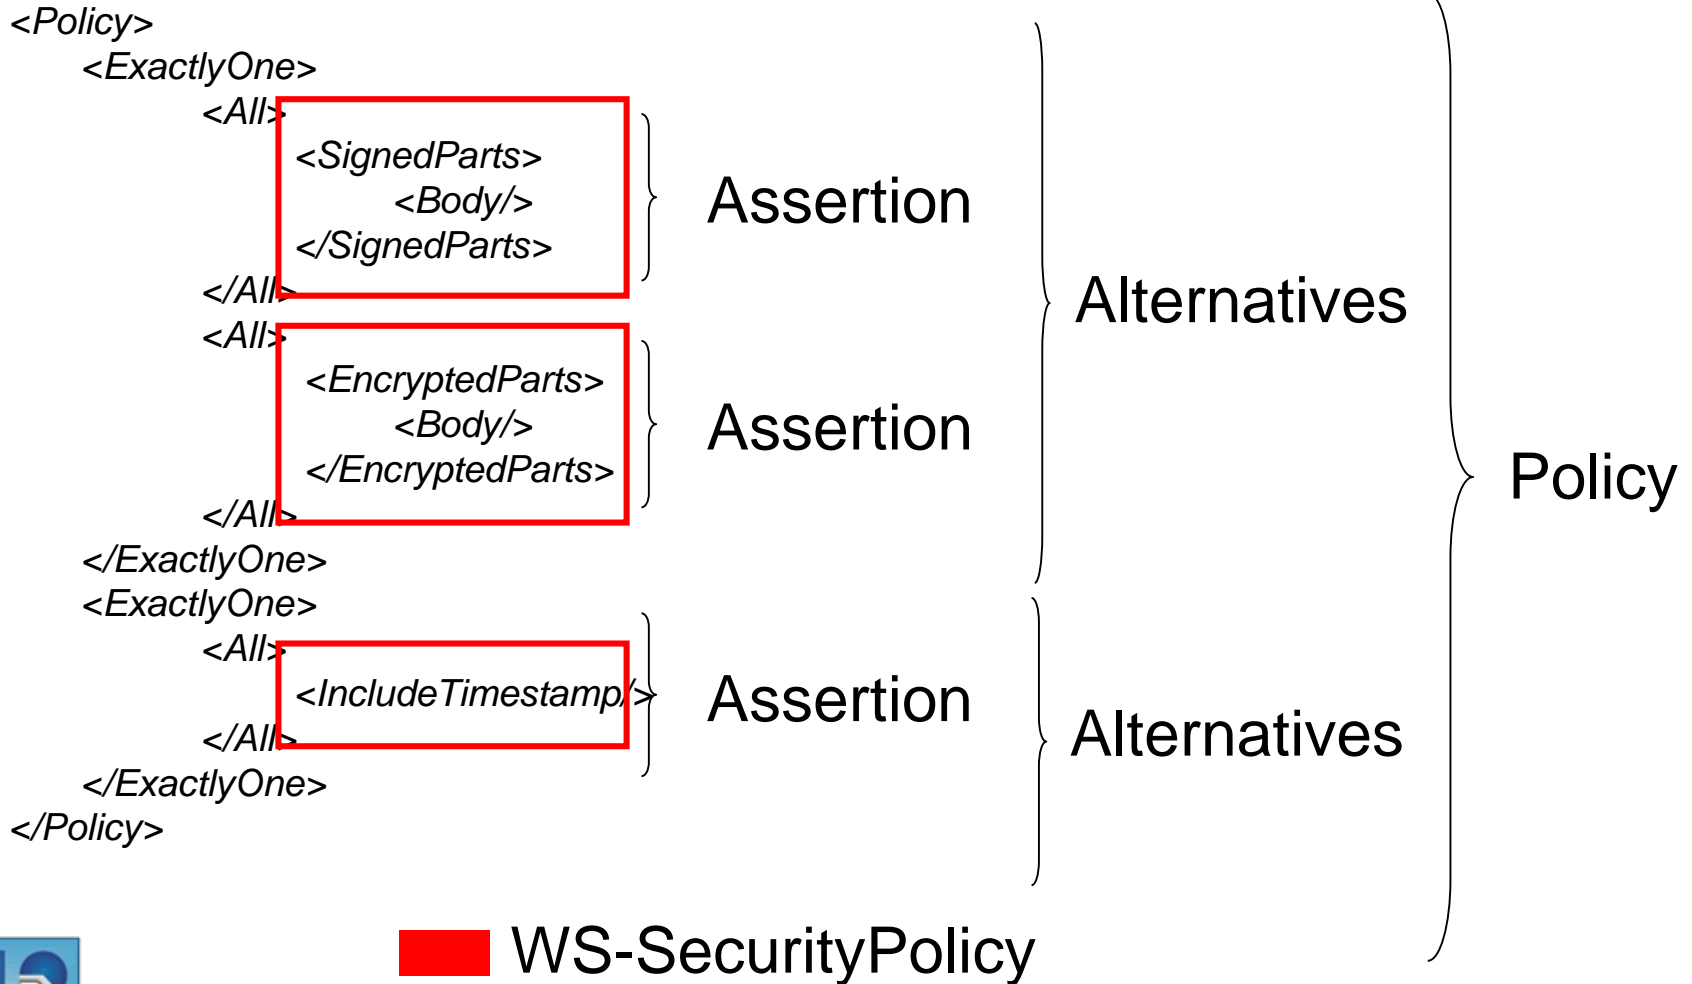 <Policy>
<ExactlyOne>
<All>
<SignedParts>
<Body/>
</SignedParts>
</All>
<All>
<EncryptedParts>
<Body/>
</EncryptedParts>
</All>
</ExactlyOne>
<ExactlyOne>
<All>
<IncludeTimestamp/>
</All>
</ExactlyOne>
</Policy>
Assertion
Assertion
Assertion
Alternatives
Alternatives
Policy
WS-SecurityPolicy